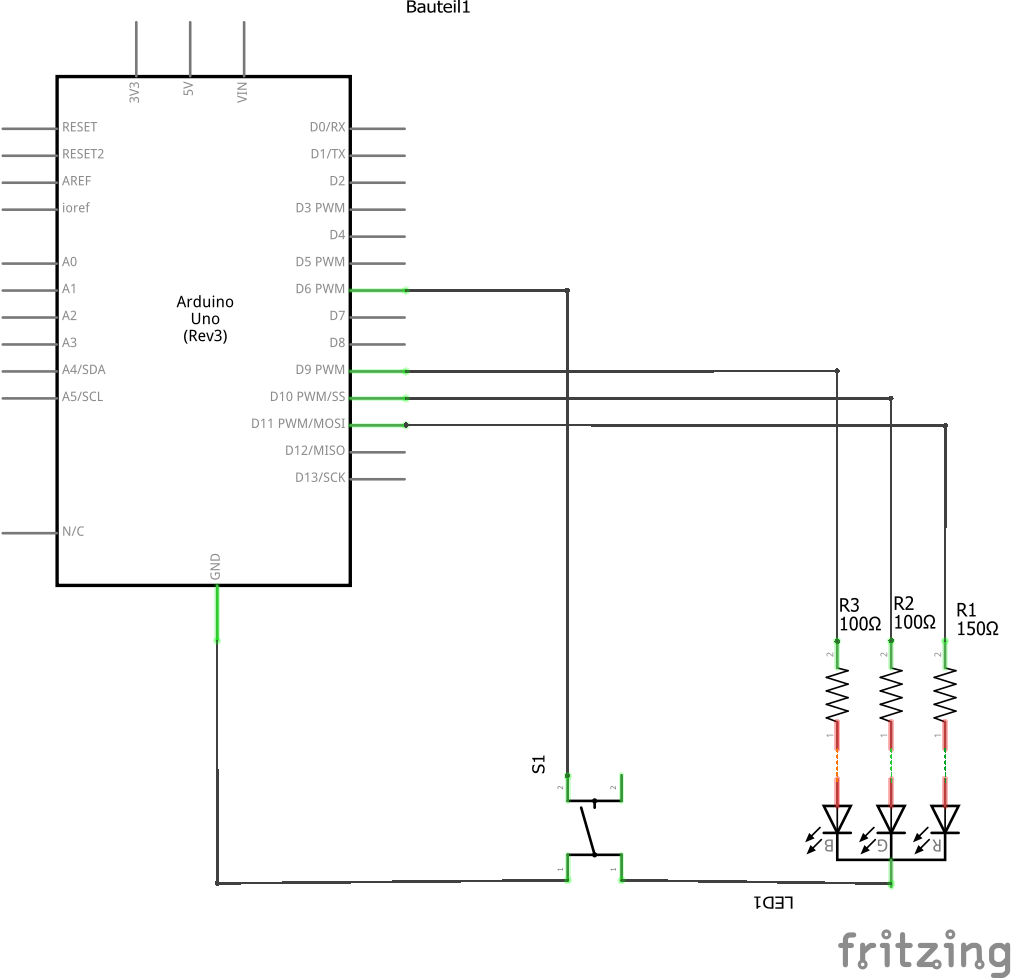 Bauteil1
3V3
5V
VIN
RESET
RESET2
AREF
ioref
A0
A1
A2
A3
A4/SDA
A5/SCL
N/C
Arduino
Uno
(Rev3)
D0/RX
D1/TX
D2
D3 PWM
D4
D5 PWM
D6 PWM
D7
D8
D9 PWM
D10 PWM/SS
D11 PWM/MOSI
D12/MISO
D13/SCK
GND
R3
100Ω
R2
100Ω
R1
150Ω
2
2
2
1
1
1
S1
2
2
1
1
B
G
R
LED1
fritzing